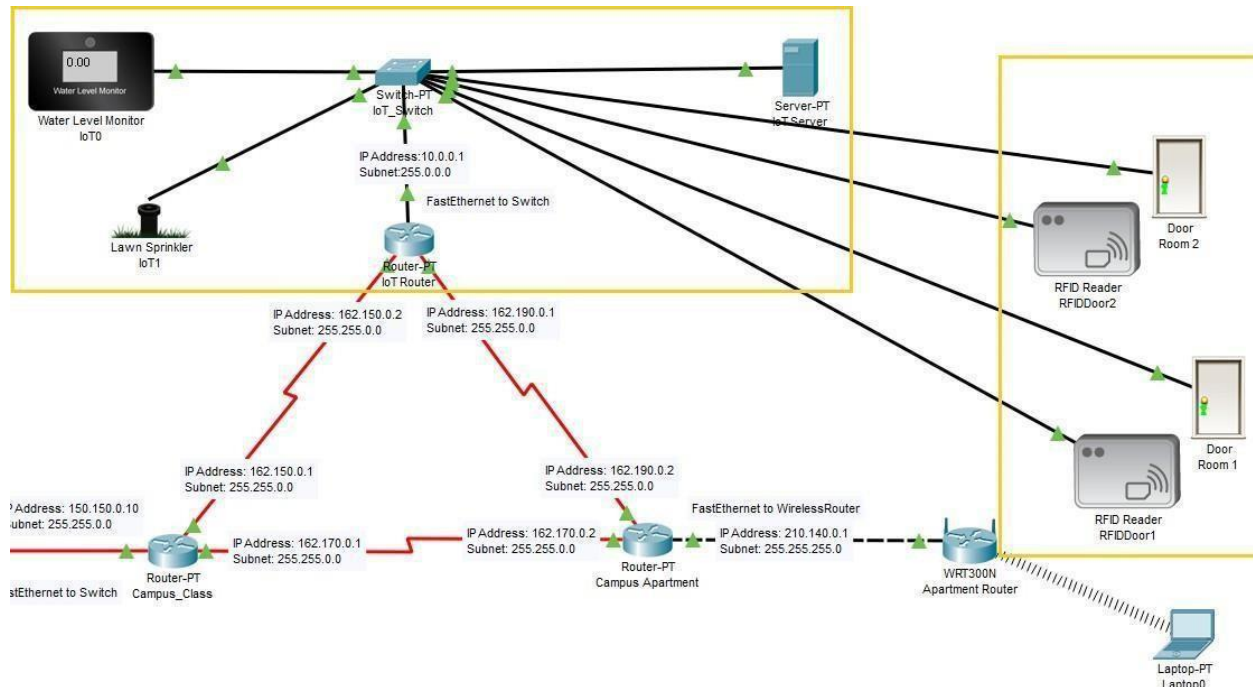 0.00
Water Level Monitor
Water Level Monitor
IoT0
Switch-PT
IoT_Switch
Server-PT
IoT Server
IP Address:10.0.0.1
Subnet:255.0.0.0
FastEthernet to Switch
Lawn Sprinkler
IoT1
Router-PT
IoT Router
Door
Room 2
RFID Reader
RFIDDoor2
IP Address: 162.150.0.2
Subnet: 255.255.0.0
IP Address: 162.190.0.1
Subnet: 255.255.0.0
Door
Room 1
RFID Reader
RFIDDoor1
IP Address: 162.150.0.1
Subnet: 255.255.0.0
IP Address: 162.190.0.2
Subnet: 255.255.0.0
Address: 150.150.0.10
255.255.0.0
IP Address: 162.170.0.1
Subnet: 255.255.0.0
IP Address: 162.170.0.2
Subnet: 255.255.0
FastEthernet to WirelessRouter
IP Address: 210.140.0.1
Subnet: 255.255.255.0
Router-PT
Campus_Class
to Switch
Router-PT
Campus Apartment
WRT300N
Apartment Router
Laptop-PT
Laptop0